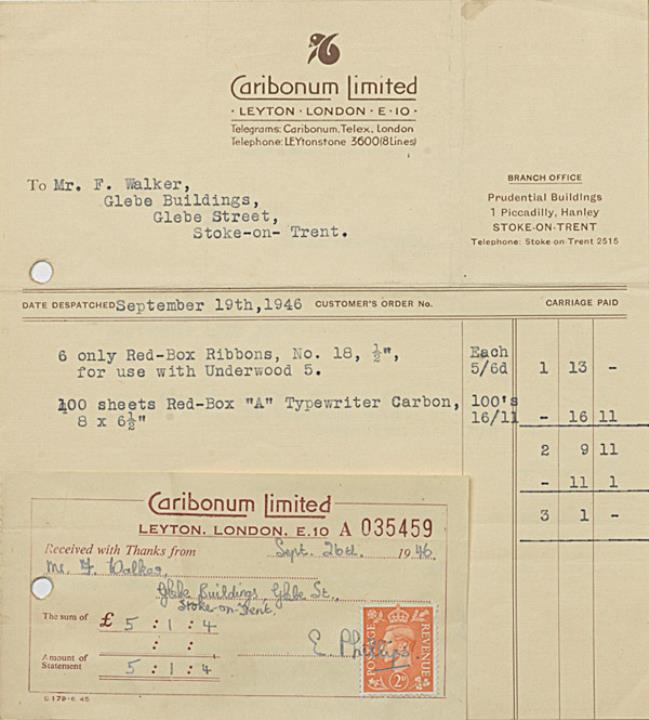 Caribonum Limited
· LEYTON · LONDON · E · 10 ·
Telegrams: Caribonum, Telex, London
Telephone: LEYtonstone 3600 (8 Lines)
BRANCH OFFICE
Prudential Buildings
1 Piccadilly, Hanley
STOKE-ON-TRENT
Telephone: Stoke on Trent 2515
To Mr. F. Walker,
Glebe Buildings,
Glebe Street,
Stoke-on- Trent.
DATE DESPATCHED September 19th, 1946 CUSTOMER'S ORDER No. CARRIAGE PAID
6 only Red-Box Ribbons, No. 18, ½", Each
for use with Underwood 5. 5/6d 1 13 -
100 sheets Red-Box "A" Typewriter Carbon, 100's
8 x 6½" 16/11 - 16 11
2 9 11
- 11 1
3 1 -
Caribonum Limited
LEYTON. LONDON, E.10 A 035459
Received with Thanks from Sept. 26th. 1946.
Mr. F. Walker,
Glebe Buildings, Glebe St.,
Stoke-on-Trent.
The sum of £ 5 : 1 : 4
: :
E. Phillips.
Amount of Statement 5 : 1 : 4
POSTAGE REVENUE
2D